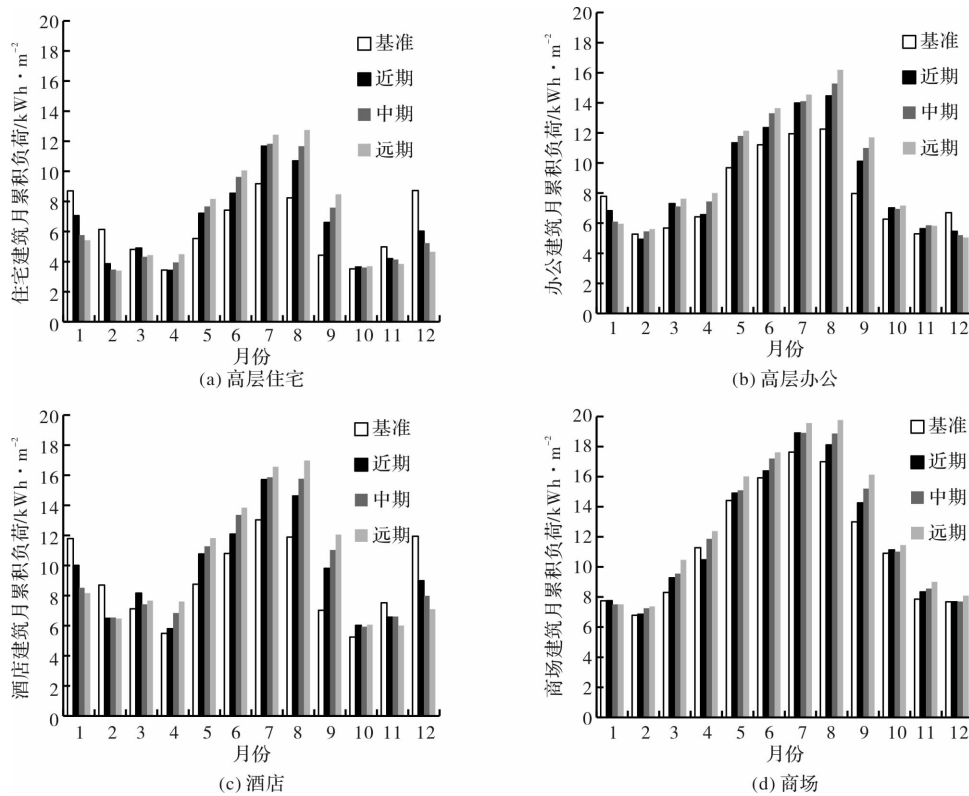 20
18
16
14
12
10
8
6
4
2
0
住宅建筑月累积负荷/kWh·m⁻²
基准
近期
中期
远期
1 2 3 4 5 6 7 8 9 10 11 12
月份
(a) 高层住宅
20
18
16
14
12
10
8
6
4
2
0
办公建筑月累积负荷/kWh·m⁻²
基准
近期
中期
远期
1 2 3 4 5 6 7 8 9 10 11 12
月份
(b) 高层办公
20
18
16
14
12
10
8
6
4
2
0
酒店建筑月累积负荷/kWh·m⁻²
基准
近期
中期
远期
1 2 3 4 5 6 7 8 9 10 11 12
月份
(c) 酒店
20
18
16
14
12
10
8
6
4
2
0
商场建筑月累积负荷/kWh·m⁻²
基准
近期
中期
远期
1 2 3 4 5 6 7 8 9 10 11 12
月份
(d) 商场